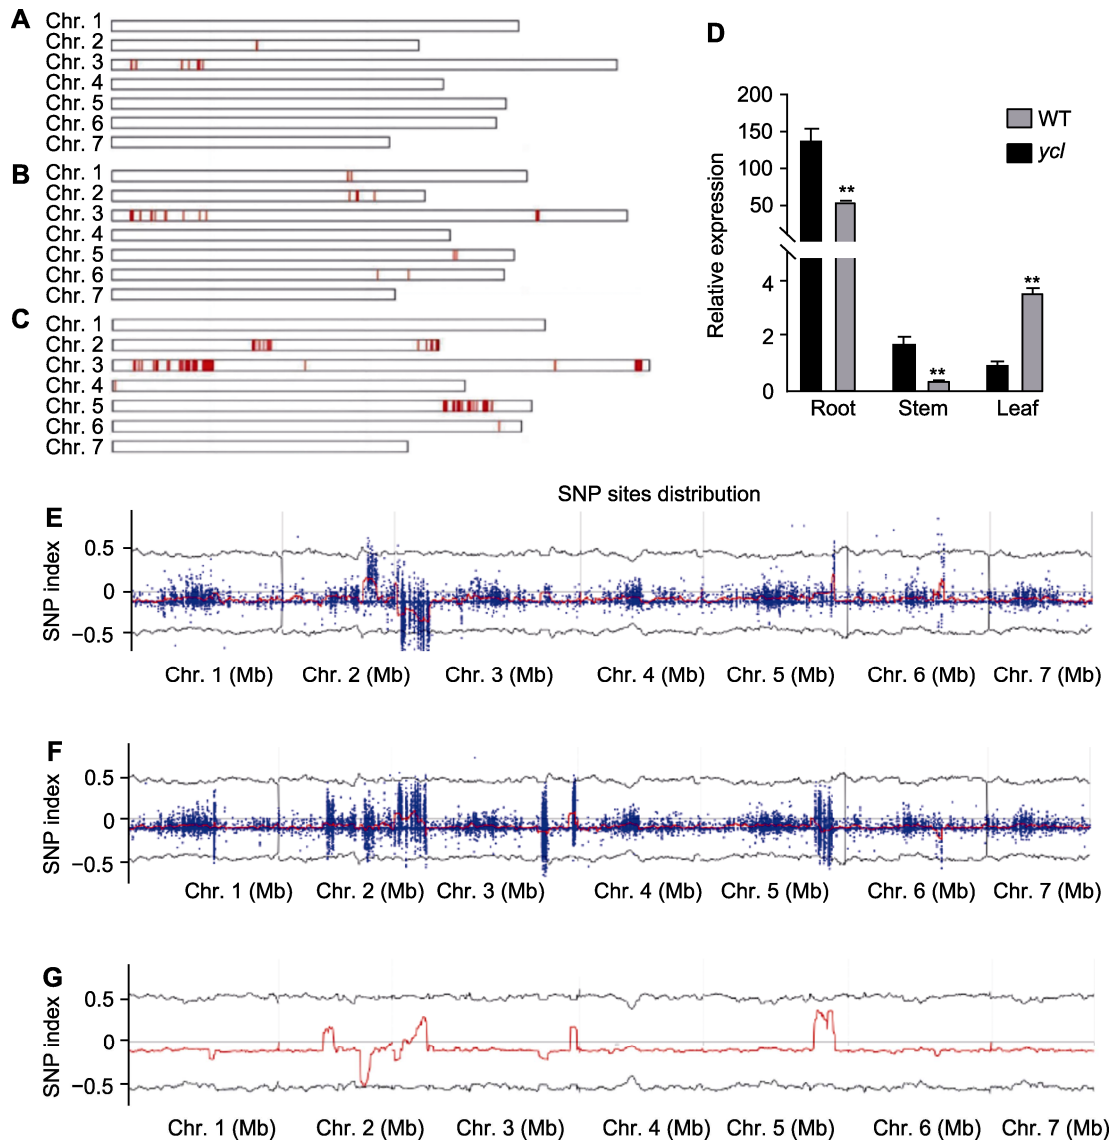 A
Chr. 1
Chr. 2
Chr. 3
Chr. 4
Chr. 5
Chr. 6
Chr. 7
B
Chr. 1
Chr. 2
Chr. 3
Chr. 4
Chr. 5
Chr. 6
Chr. 7
C
Chr. 1
Chr. 2
Chr. 3
Chr. 4
Chr. 5
Chr. 6
Chr. 7
D
Relative expression
200
150
100
50
4
2
0
WT
ycl
**
**
**
Root Stem Leaf
SNP sites distribution
E
SNP index
0.5
0
−0.5
Chr. 1 (Mb) Chr. 2 (Mb) Chr. 3 (Mb) Chr. 4 (Mb) Chr. 5 (Mb) Chr. 6 (Mb) Chr. 7 (Mb)
F
SNP index
0.5
0
−0.5
Chr. 1 (Mb) Chr. 2 (Mb) Chr. 3 (Mb) Chr. 4 (Mb) Chr. 5 (Mb) Chr. 6 (Mb) Chr. 7 (Mb)
G
SNP index
0.5
0
−0.5
Chr. 1 (Mb) Chr. 2 (Mb) Chr. 3 (Mb) Chr. 4 (Mb) Chr. 5 (Mb) Chr. 6 (Mb) Chr. 7 (Mb)